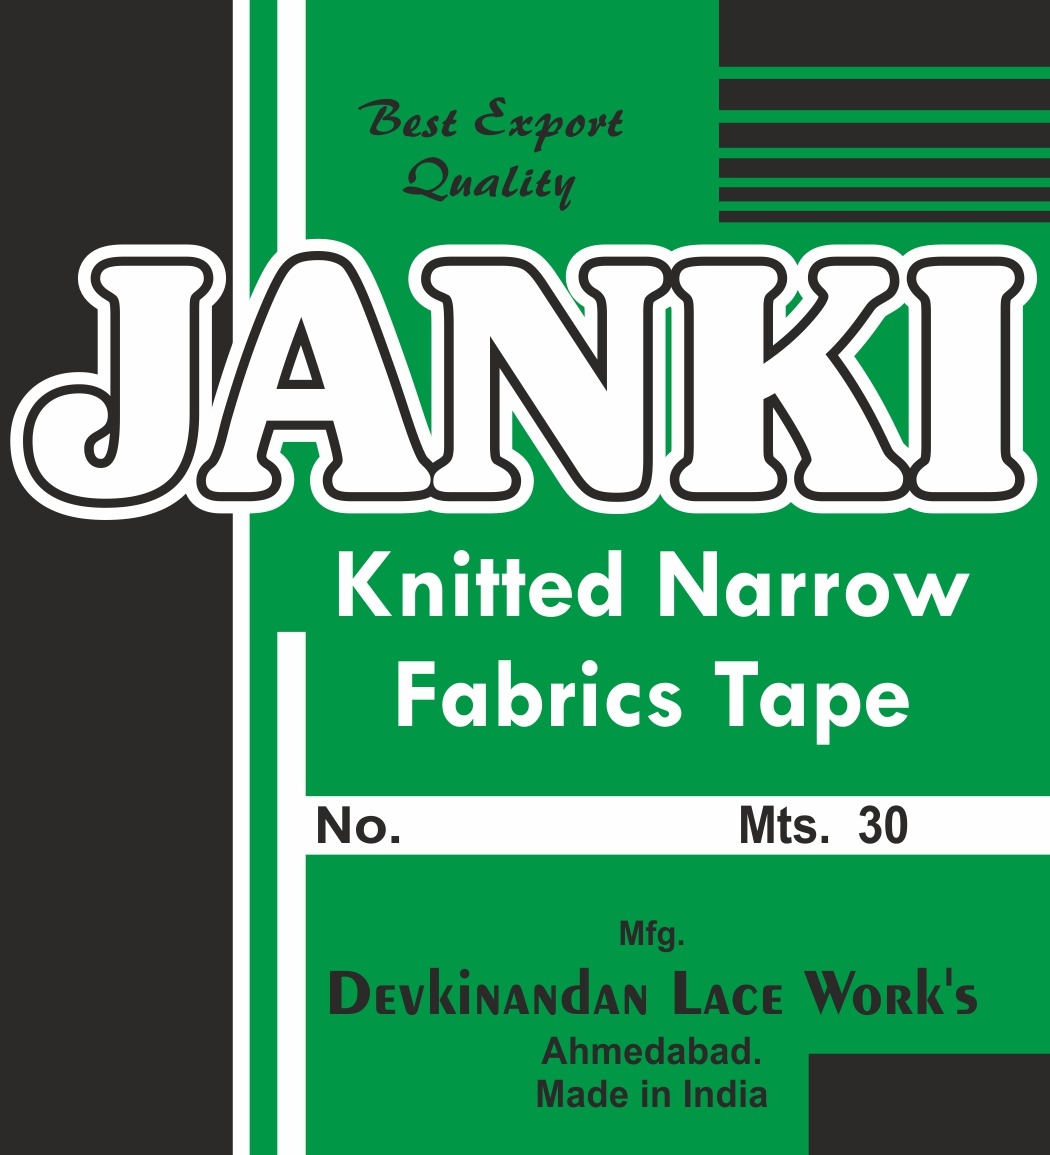 Best Export
Quality
JANKI
Knitted Narrow
Fabrics Tape
No. Mts. 30
Mfg.
Devkinandan Lace Work's
Ahmedabad.
Made in India